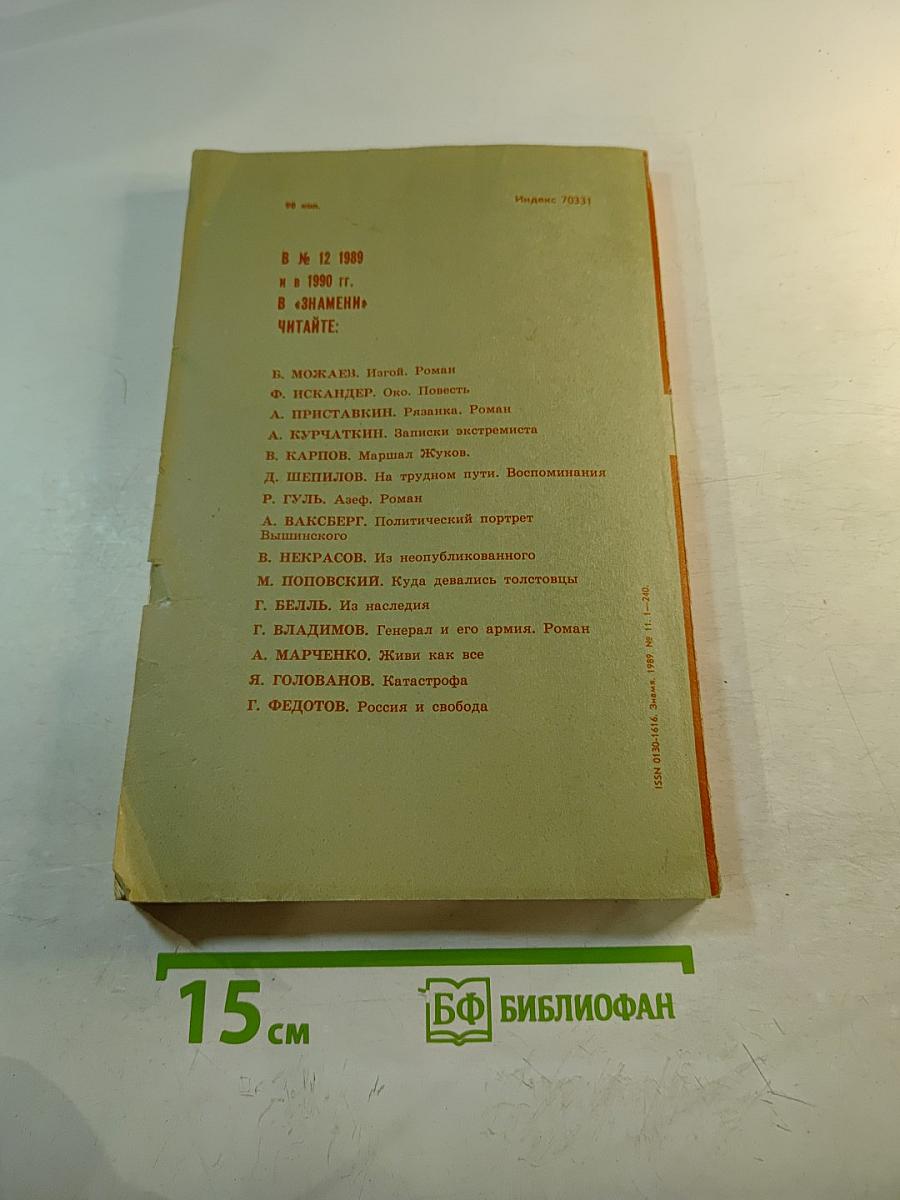 90 коп.
Индекс 70331
В № 12 1989
и в 1990 гг.
В «ЗНАМЕНИ»
ЧИТАЙТЕ:
Б. МОЖАЕВ. Изгой. Роман
Ф. ИСКАНДЕР. Око. Повесть
А. ПРИСТАВКИН. Рязанка. Роман
А. КУРЧАТКИН. Записки экстремиста
В. КАРПОВ. Маршал Жуков.
Д. ШЕПИЛОВ. На трудном пути. Воспоминания
Р. ГУЛЬ. Азеф. Роман
А. ВАКСБЕРГ. Политический портрет
Вышинского
В. НЕКРАСОВ. Из неопубликованного
М. ПОПОВСКИЙ. Куда девались толстовцы
Г. БЕЛЛЬ. Из наследия
Г. ВЛАДИМОВ. Генерал и его армия. Роман
А. МАРЧЕНКО. Живи как все
Я. ГОЛОВАНОВ. Катастрофа
Г. ФЕДОТОВ. Россия и свобода
ISSN 0130-1616. Знамя. 1989. № 11. 1—240.
15 см
БФ БИБЛИОФАН